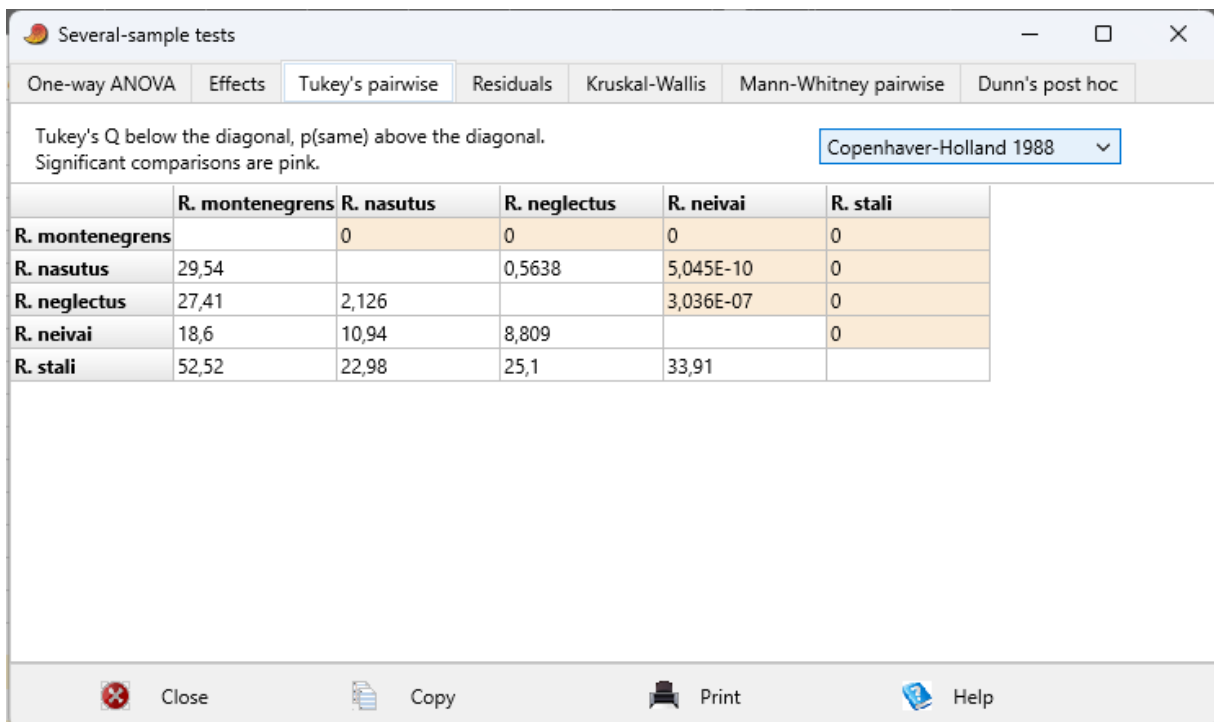 Several-sample tests
One-way ANOVA Effects Tukey's pairwise Residuals Kruskal-Wallis Mann-Whitney pairwise Dunn's post hoc
Tukey's Q below the diagonal, p(same) above the diagonal.
Significant comparisons are pink.
Copenhaver-Holland 1988
R. montenegrens R. nasutus R. neglectus R. neivai R. stali
R. montenegrens 0 0 0 0
R. nasutus 29,54 0,5638 5,045E-10 0
R. neglectus 27,41 2,126 3,036E-07 0
R. neivai 18,6 10,94 8,809 0
R. stali 52,52 22,98 25,1 33,91
Close Copy Print Help